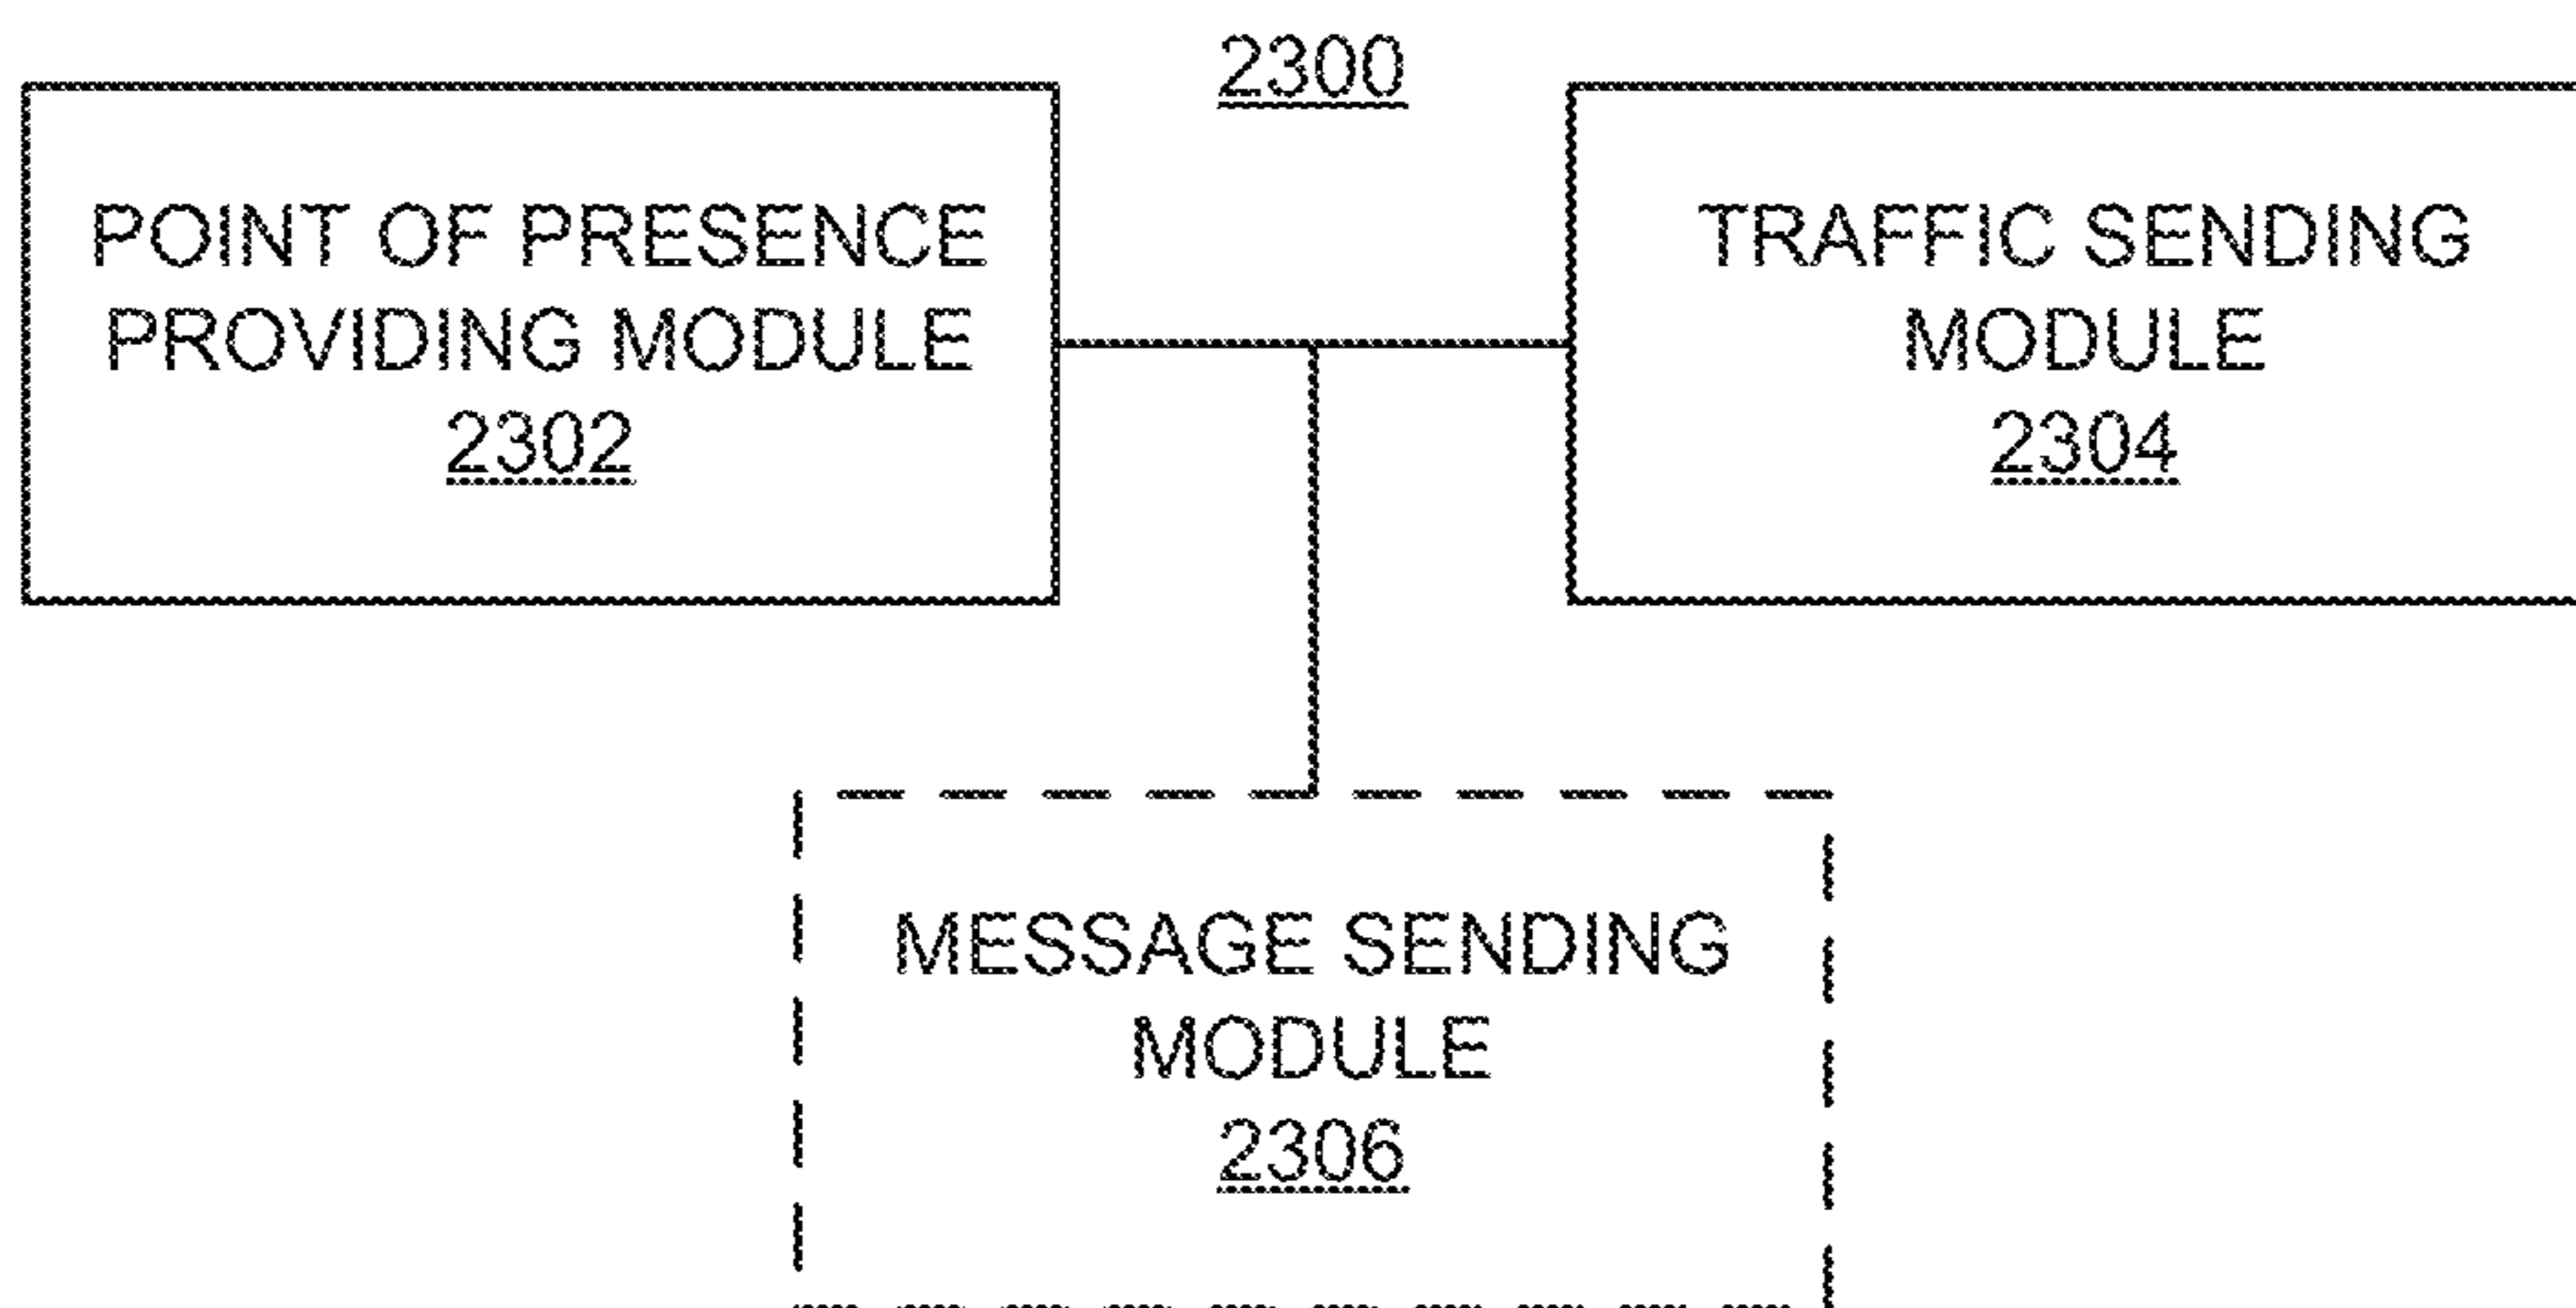 2300
POINT OF PRESENCE
PROVIDING MODULE
2302
TRAFFIC SENDING
MODULE
2304
MESSAGE SENDING
MODULE
2306